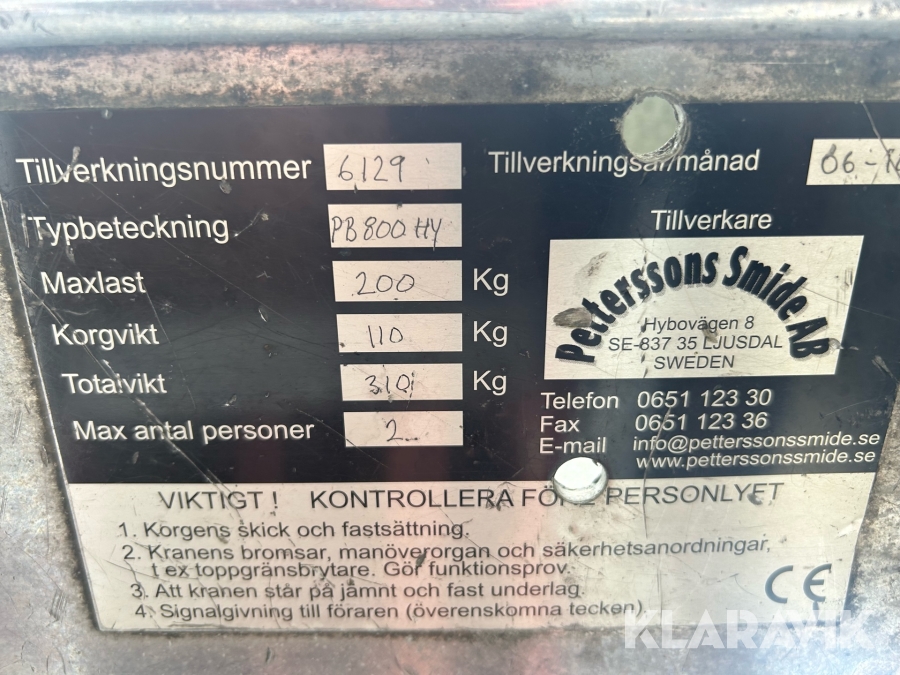 Tillverkningsnummer 6129
Typbeteckning PB800HY
Maxlast 200 Kg
Korgvikt 110 Kg
Totalvikt 310 Kg
Max antal personer 2
Tillverkningsår/månad 06-
Tillverkare
Petterssons Smide AB
Hybovägen 8
SE-837 35 LJUSDAL
SWEDEN
Telefon 0651 123 30
Fax 0651 123 36
E-mail info@petterssonssmide.se
www.petterssonssmide.se
VIKTIGT ! KONTROLLERA FÖRE PERSONLYFT
1. Korgens skick och fastsättning.
2. Kranens bromsar, manöverorgan och säkerhetsanordningar,
t ex toppgränsbrytare. Gör funktionsprov.
3. Att kranen står på jämnt och fast underlag.
4. Signalgivning till föraren (överenskomna tecken)
CE
KLARAVIK